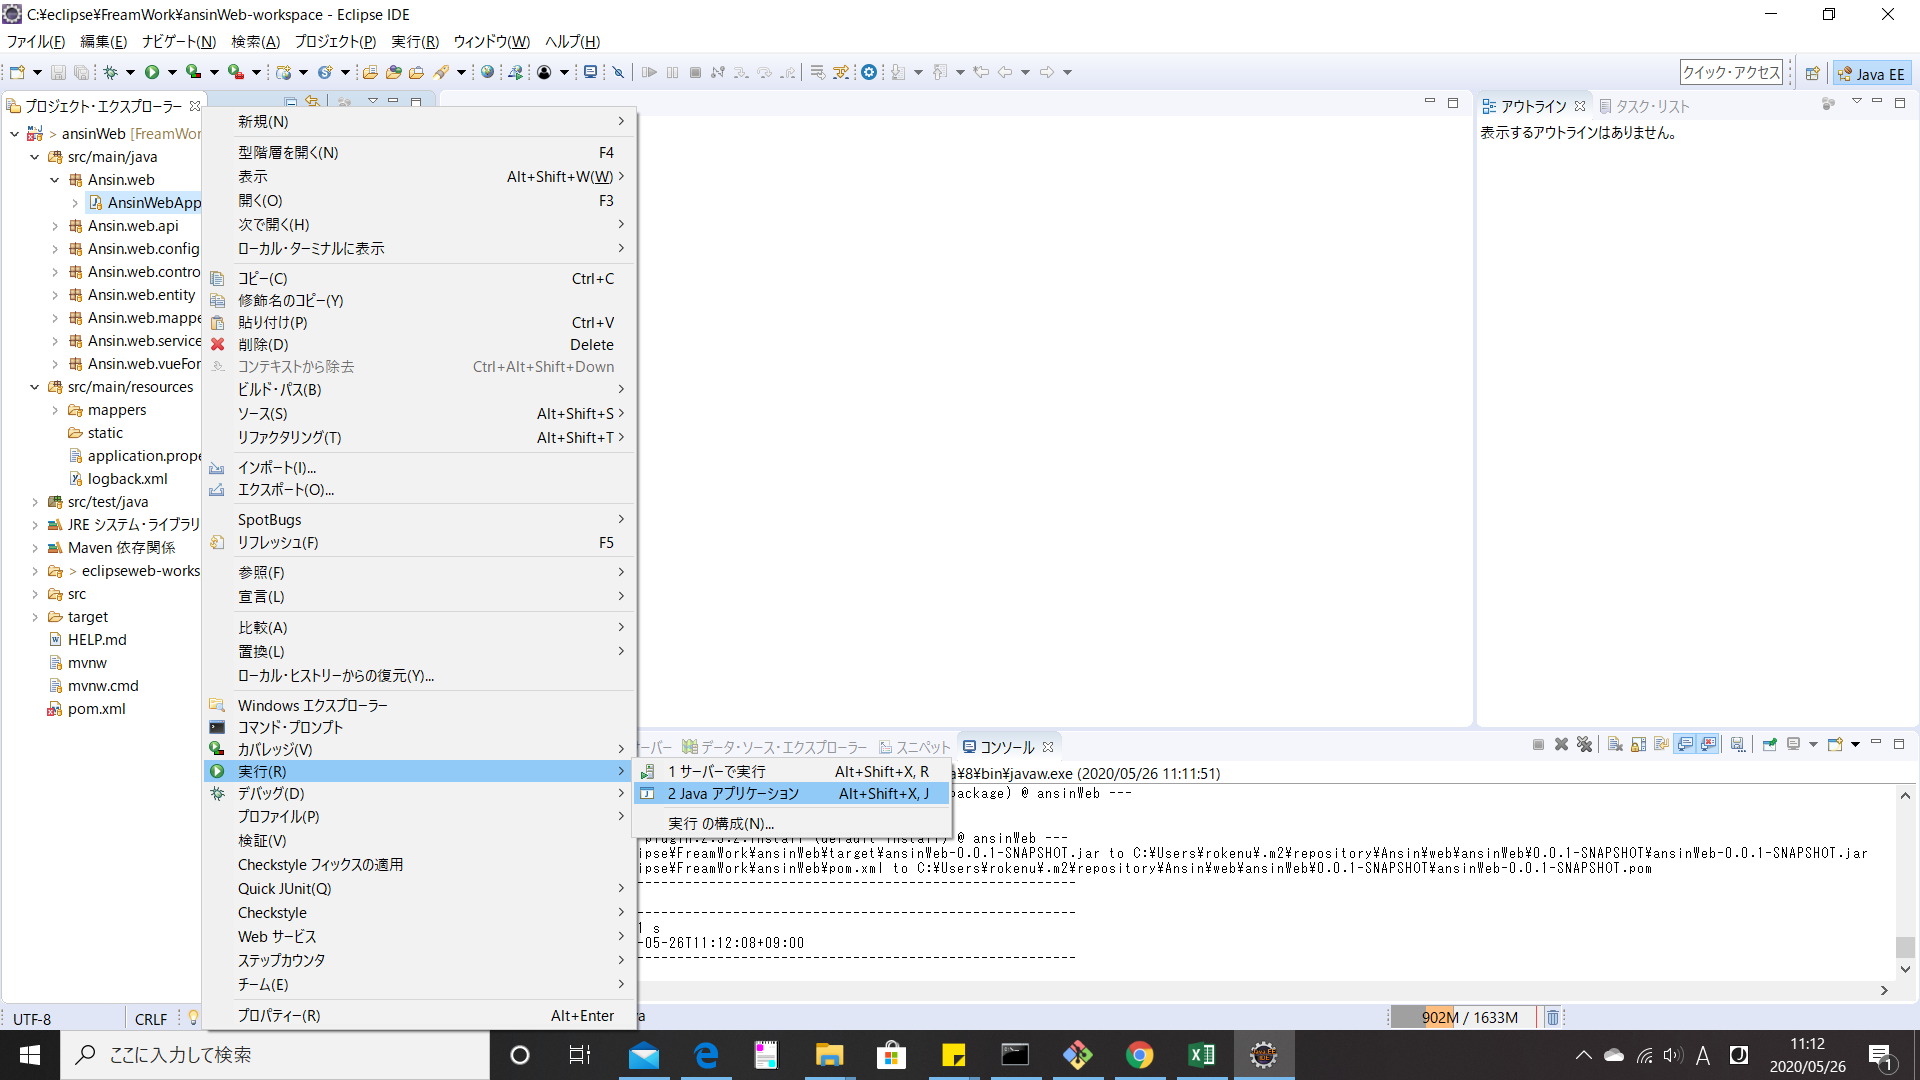 C:¥eclipse¥FreamWork¥ansinWeb-workspace - Eclipse IDE
ファイル(F) 編集(E) ナビゲート(N) 検索(A) プロジェクト(P) 実行(R) ウィンドウ(W) ヘルプ(H)
クイック・アクセス
Java EE
プロジェクト・エクスプローラー
> ansinWeb [FreamWor
src/main/java
Ansin.web
AnsinWebApp
Ansin.web.api
Ansin.web.config
Ansin.web.contro
Ansin.web.entity
Ansin.web.mappe
Ansin.web.service
Ansin.web.vueFor
src/main/resources
mappers
static
application.prope
logback.xml
src/test/java
JRE システム・ライブラリ
Maven 依存関係
> eclipseweb-works
src
target
HELP.md
mvnw
mvnw.cmd
pom.xml
新規(N)
型階層を開く(N) F4
表示 Alt+Shift+W(W)
開く(O) F3
次で開く(H)
ローカル・ターミナルに表示
コピー(C) Ctrl+C
修飾名のコピー(Y)
貼り付け(P) Ctrl+V
削除(D) Delete
コンテキストから除去 Ctrl+Alt+Shift+Down
ビルド・パス(B)
ソース(S) Alt+Shift+S
リファクタリング(T) Alt+Shift+T
インポート(I)...
エクスポート(O)...
SpotBugs
リフレッシュ(F) F5
参照(F)
宣言(L)
比較(A)
置換(L)
ローカル・ヒストリーからの復元(Y)...
Windows エクスプローラー
コマンド・プロンプト
カバレッジ(V)
実行(R)
デバッグ(D)
プロファイル(P)
検証(V)
Checkstyle フィックスの適用
Quick JUnit(Q)
Checkstyle
Web サービス
ステップカウンタ
チーム(E)
プロパティー(R) Alt+Enter
1 サーバーで実行 Alt+Shift+X, R
2 Java アプリケーション Alt+Shift+X, J
実行 の構成(N)...
アウトライン タスク・リスト
表示するアウトラインはありません。
ーバー データ・ソース・エクスプローラー スニペット コンソール
a¥8¥bin¥javaw.exe (2020/05/26 11:11:51)
package) @ ansinWeb ---
plugin:2.5.2:install (default-install) @ ansinWeb ---
ipse¥FreamWork¥ansinWeb¥target¥ansinWeb-0.0.1-SNAPSHOT.jar to C:¥Users¥rokenu¥.m2¥repository¥Ansin¥web¥ansinWeb¥0.0.1-SNAPSHOT¥ansinWeb-0.0.1-SNAPSHOT.jar
ipse¥FreamWork¥ansinWeb¥pom.xml to C:¥Users¥rokenu¥.m2¥repository¥Ansin¥web¥ansinWeb¥0.0.1-SNAPSHOT¥ansinWeb-0.0.1-SNAPSHOT.pom
------------------------------------------------------------
------------------------------------------------------------
1 s
-05-26T11:12:08+09:00
------------------------------------------------------------
UTF-8 CRLF
a
902M / 1633M
ここに入力して検索
A
11:12
2020/05/26
1